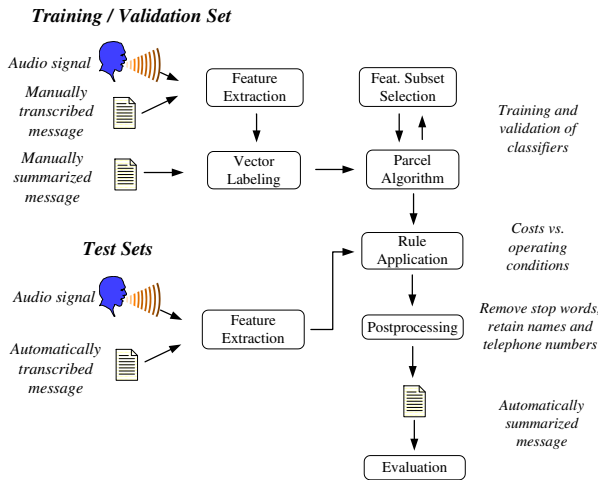 Training / Validation Set
Audio signal
Manually
transcribed
message
Manually
summarized
message
Feature
Extraction
Vector
Labeling
Feat. Subset
Selection
Parcel
Algorithm
Training and
validation of
classifiers
Test Sets
Audio signal
Automatically
transcribed
message
Feature
Extraction
Rule
Application
Costs vs.
operating
conditions
Postprocessing
Remove stop words,
retain names and
telephone numbers
Automatically
summarized
message
Evaluation